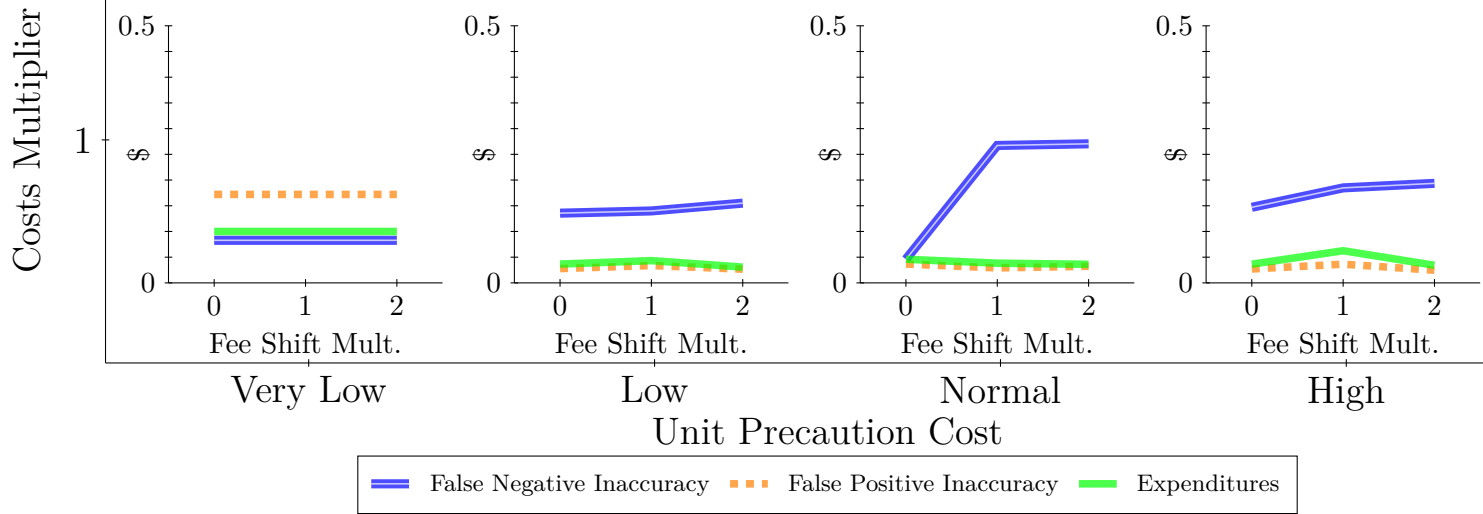 Costs Multiplier
1
0.5
$
0
0 1 2
Fee Shift Mult.
0.5
$
0
0 1 2
Fee Shift Mult.
0.5
$
0
0 1 2
Fee Shift Mult.
0.5
$
0
0 1 2
Fee Shift Mult.
Very Low
Low
Normal
High
Unit Precaution Cost
False Negative Inaccuracy
False Positive Inaccuracy
Expenditures